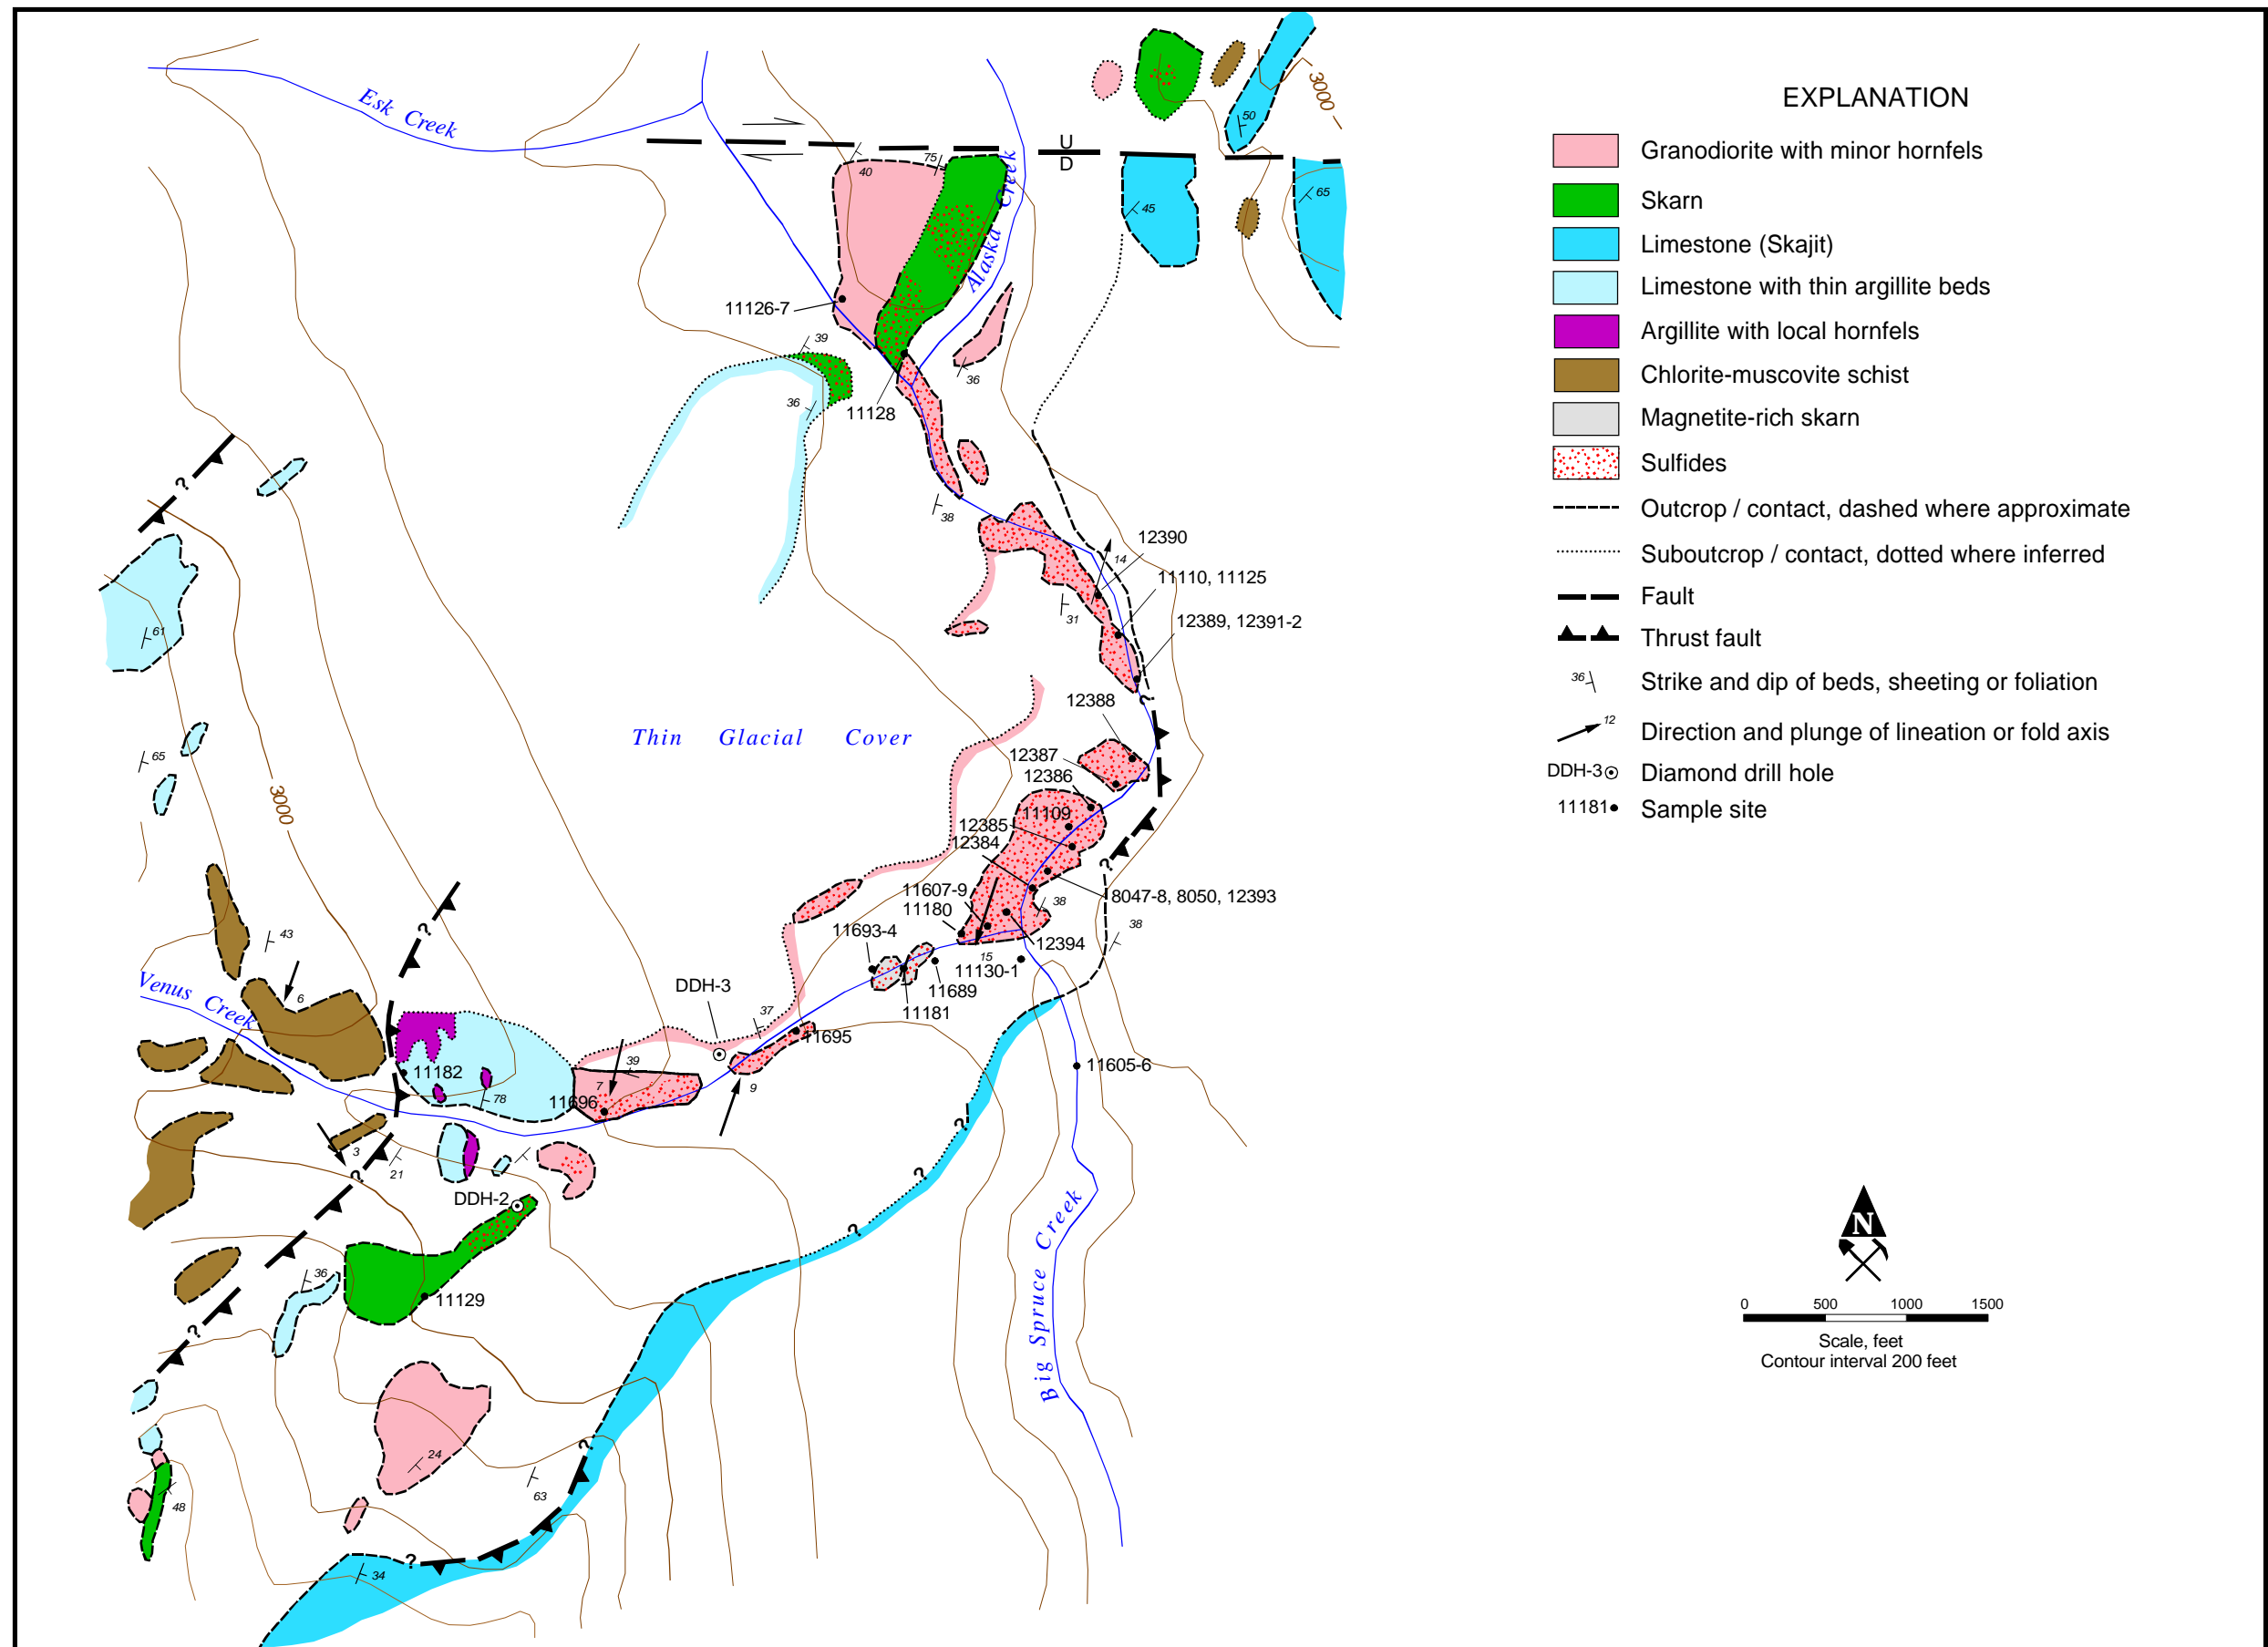 Esk Creek
3000
50
U
D
75
40
Alaska Creek
45
65
11126-7
39
36
36
11128
38
?
12390
14
11110, 11125
31
12389, 12391-2
61
?
12388
Thin Glacial Cover
65
12387
12386
3000
11109
12385
12384
?
11607-9
11180
8047-8, 8050, 12393
38
38
?
11693-4
12394
43
15
11130-1
Venus Creek
6
DDH-3
11689
37
11181
11695
39
11605-6
11182
7
9
78
11696
?
3
21
?
?
DDH-2
Big Spruce Creek
?
36
11129
?
?
24
63
48
?
34
EXPLANATION
Granodiorite with minor hornfels
Skarn
Limestone (Skajit)
Limestone with thin argillite beds
Argillite with local hornfels
Chlorite-muscovite schist
Magnetite-rich skarn
Sulfides
Outcrop / contact, dashed where approximate
Suboutcrop / contact, dotted where inferred
Fault
Thrust fault
36 Strike and dip of beds, sheeting or foliation
12 Direction and plunge of lineation or fold axis
DDH-3 Diamond drill hole
11181 Sample site
N
0 500 1000 1500
Scale, feet
Contour interval 200 feet